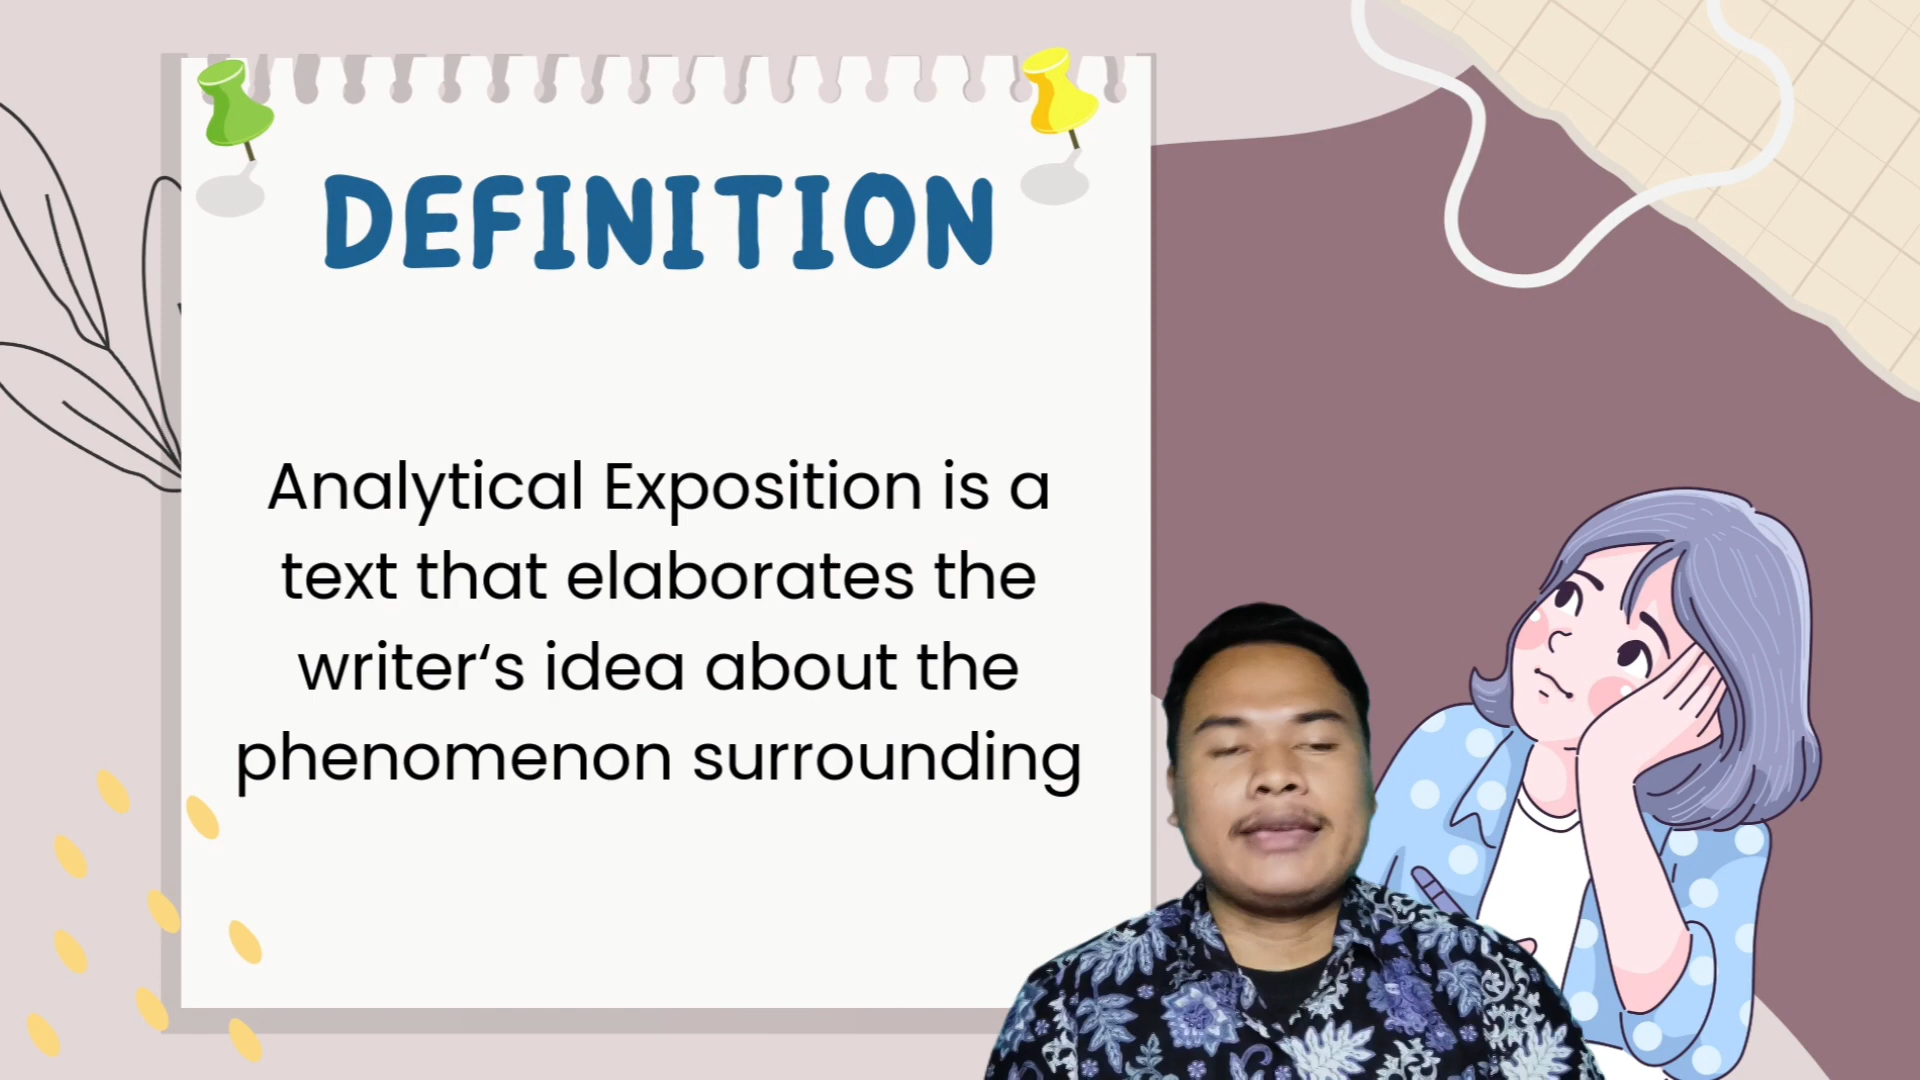 DEFINITION
Analytical Exposition is a
text that elaborates the
writer‘s idea about the
phenomenon surrounding